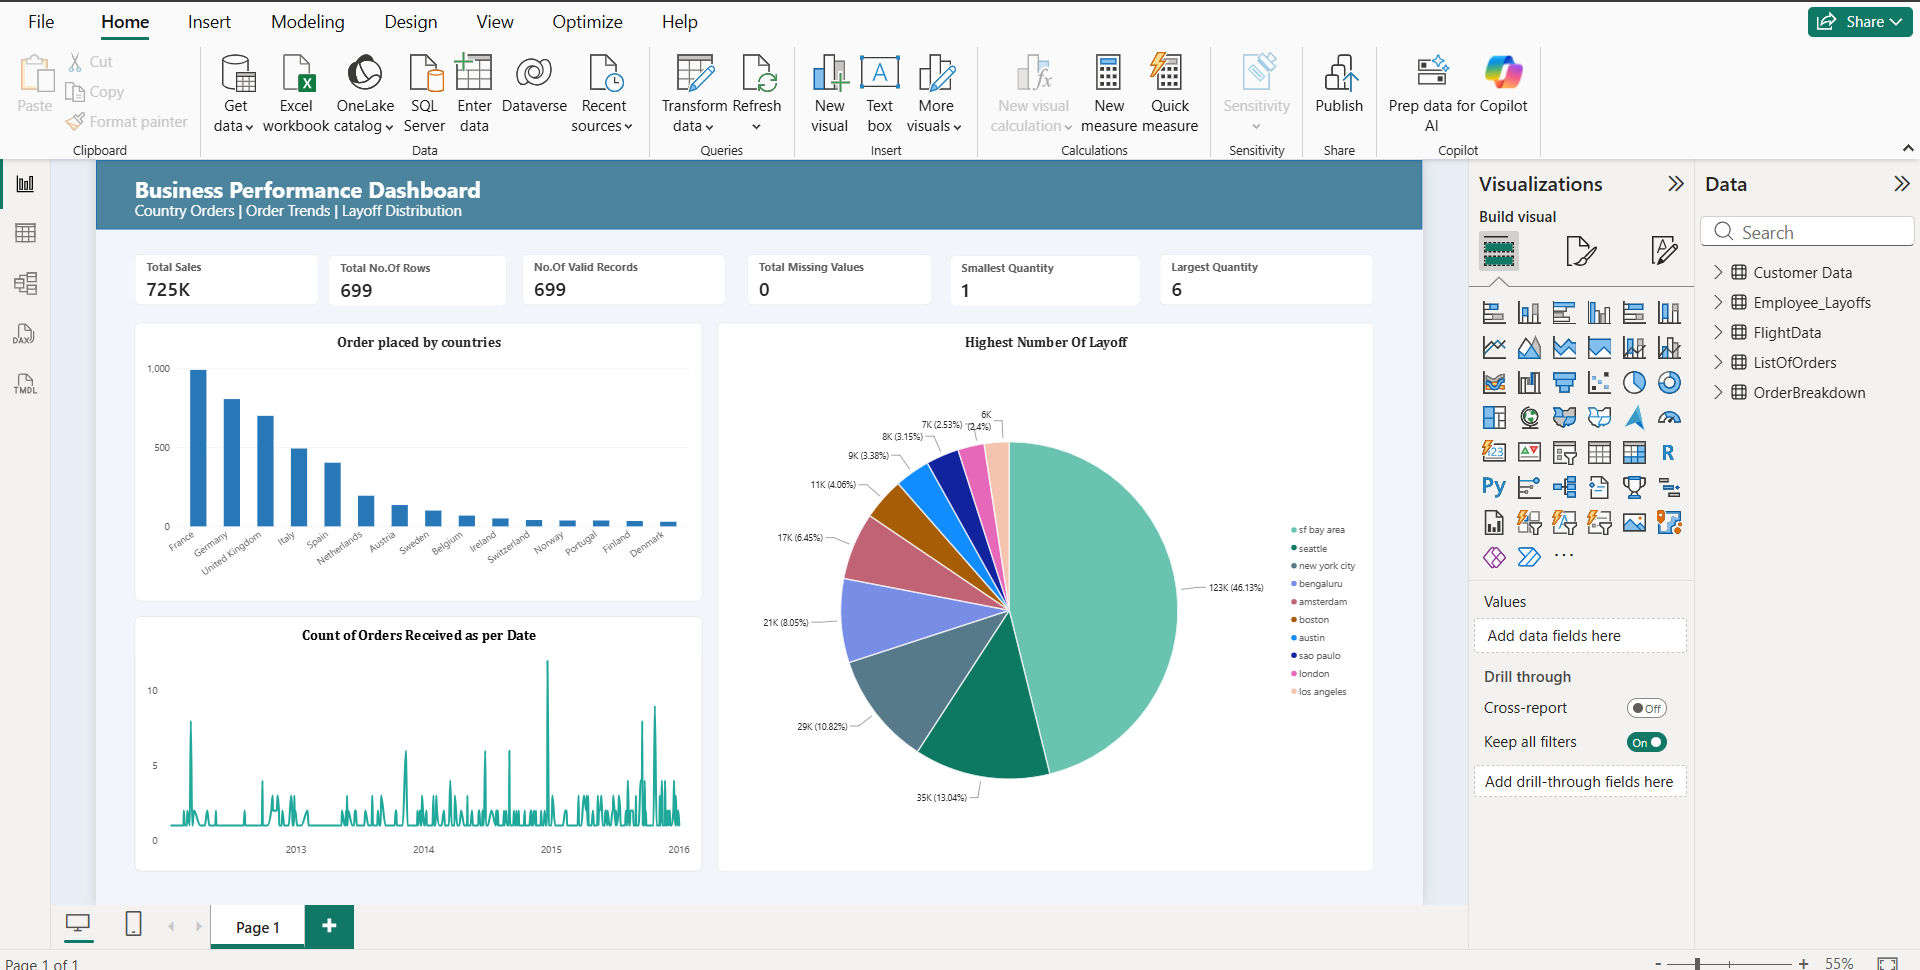 File Home Insert Modeling Design View Optimize Help Share
Paste
Cut
Copy
Format painter
Clipboard
Get data
Excel workbook
OneLake catalog
SQL Server
Enter data
Dataverse
Recent sources
Data
Transform data
Refresh
Queries
New visual
Text box
More visuals
Insert
New visual calculation
New measure
Quick measure
Calculations
Sensitivity
Sensitivity
Publish
Share
Prep data for AI
Copilot
Copilot
DAX
TMDL
Business Performance Dashboard
Country Orders | Order Trends | Layoff Distribution
Total Sales
725K
Total No.Of Rows
699
No.Of Valid Records
699
Total Missing Values
0
Smallest Quantity
1
Largest Quantity
6
Order placed by countries
1,000
500
0
France
Germany
United Kingdom
Italy
Spain
Netherlands
Austria
Sweden
Belgium
Ireland
Switzerland
Norway
Portugal
Finland
Denmark
Count of Orders Received as per Date
10
5
0
2013 2014 2015 2016
Highest Number Of Layoff
6K
(2.4%)
7K (2.53%)
8K (3.15%)
9K (3.38%)
11K (4.06%)
17K (6.45%)
21K (8.05%)
29K (10.82%)
35K (13.04%)
123K (46.13%)
sf bay area
seattle
new york city
bengaluru
amsterdam
boston
austin
sao paulo
london
los angeles
Visualizations
Build visual
123
R
Py
Values
Add data fields here
Drill through
Cross-report
Off
Keep all filters
On
Add drill-through fields here
Data
Search
Customer Data
Employee_Layoffs
FlightData
ListOfOrders
OrderBreakdown
Page 1
+
Page 1 of 1
- + 55%